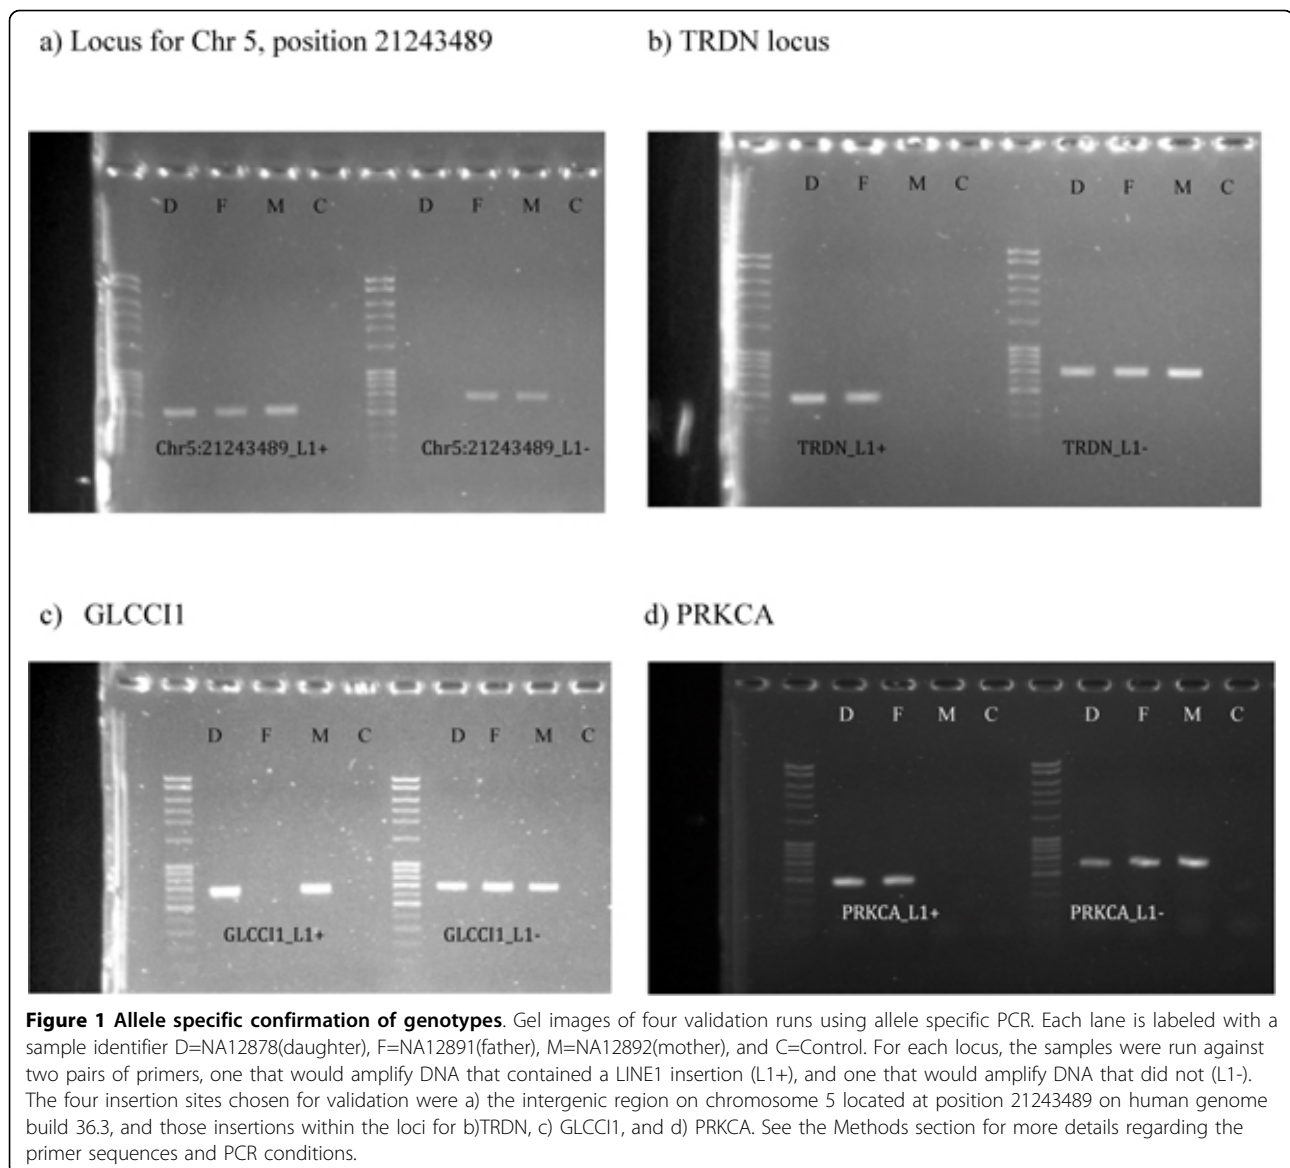 a) Locus for Chr 5, position 21243489
b) TRDN locus
D F M C D F M C
Chr5:21243489_L1+ Chr5:21243489_L1-
D F M C D F M C
TRDN_L1+ TRDN_L1-
c) GLCCI1
d) PRKCA
D F M C D F M C
GLCCI1_L1+ GLCCI1_L1-
D F M C D F M C
PRKCA_L1+ PRKCA_L1-
Figure 1 Allele specific confirmation of genotypes. Gel images of four validation runs using allele specific PCR. Each lane is labeled with a
sample identifier D=NA12878(daughter), F=NA12891(father), M=NA12892(mother), and C=Control. For each locus, the samples were run against
two pairs of primers, one that would amplify DNA that contained a LINE1 insertion (L1+), and one that would amplify DNA that did not (L1-).
The four insertion sites chosen for validation were a) the intergenic region on chromosome 5 located at position 21243489 on human genome
build 36.3, and those insertions within the loci for b)TRDN, c) GLCCI1, and d) PRKCA. See the Methods section for more details regarding the
primer sequences and PCR conditions.